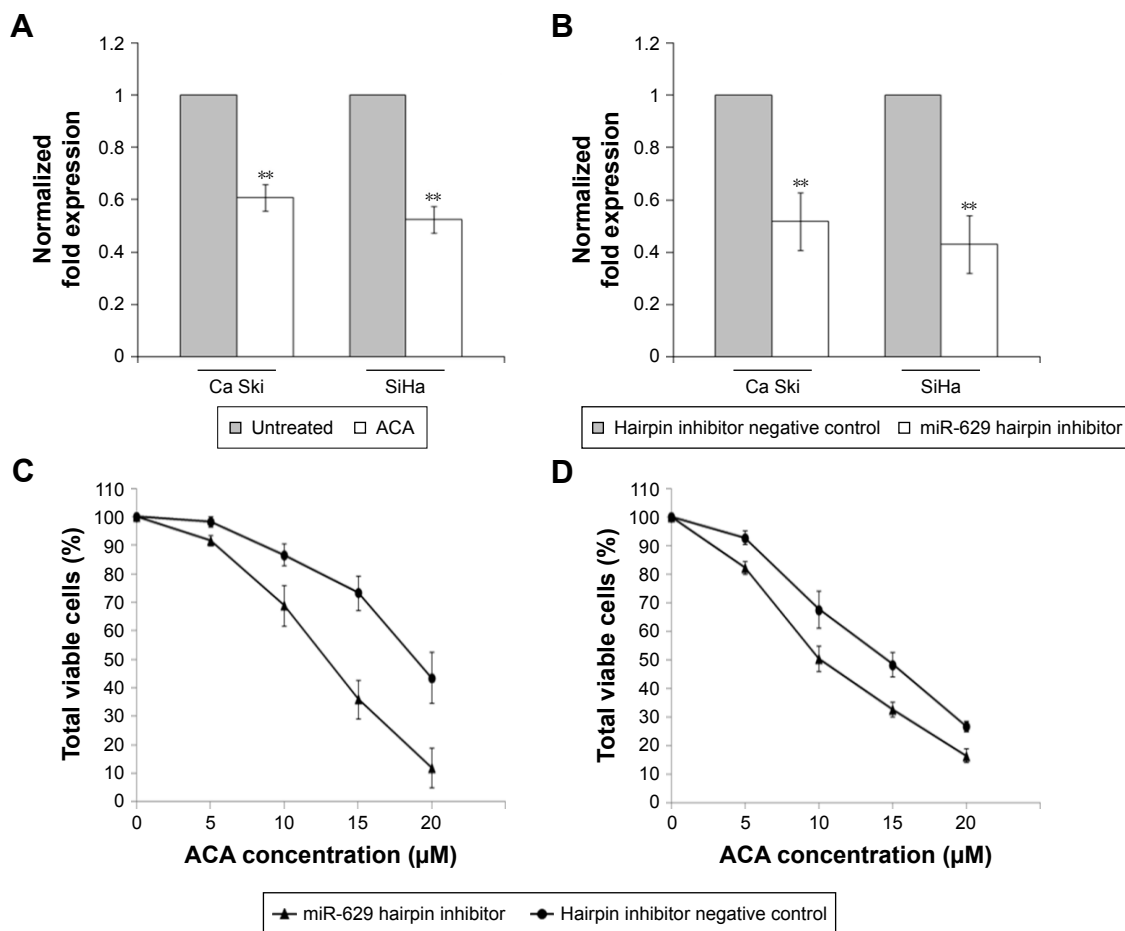 A
Normalized
fold expression
1.2
1
0.8
0.6
0.4
0.2
0
**
**
Ca Ski
SiHa
Untreated
ACA
B
Normalized
fold expression
1.2
1
0.8
0.6
0.4
0.2
0
**
**
Ca Ski
SiHa
Hairpin inhibitor negative control
miR-629 hairpin inhibitor
C
Total viable cells (%)
110
100
90
80
70
60
50
40
30
20
10
0
0 5 10 15 20
ACA concentration (µM)
D
Total viable cells (%)
110
100
90
80
70
60
50
40
30
20
10
0
0 5 10 15 20
ACA concentration (µM)
miR-629 hairpin inhibitor
Hairpin inhibitor negative control